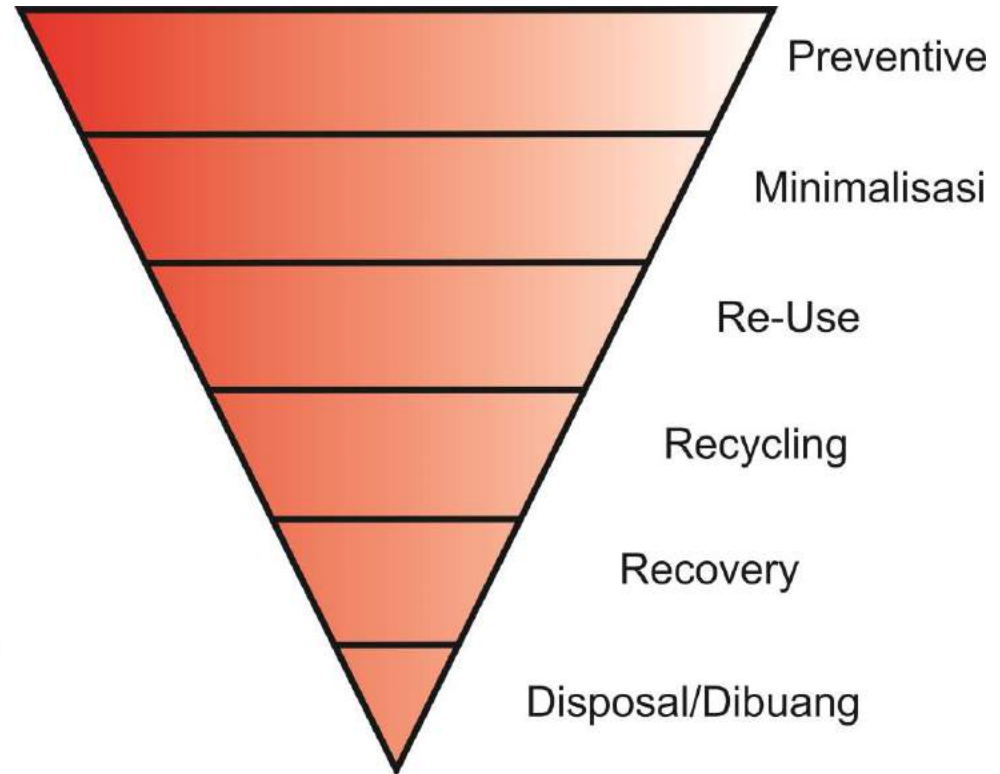 Preventive
Minimalisasi
Re-Use
Recycling
Recovery
Disposal/Dibuang